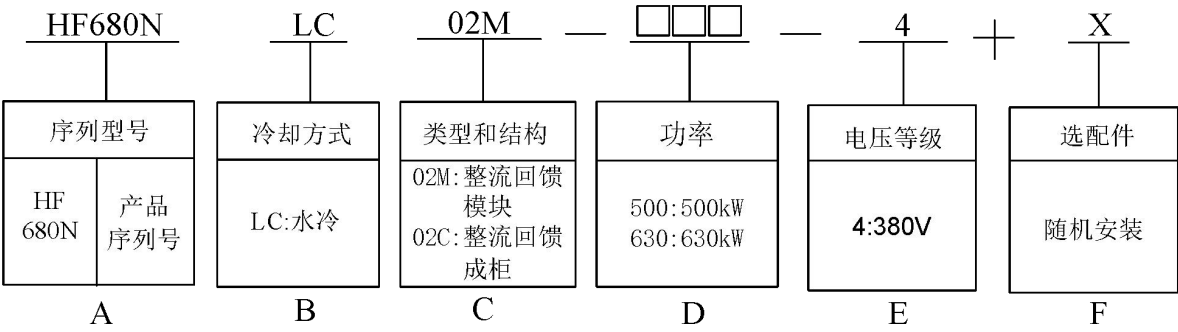 HF680N LC 02M — □□□ — 4 + X
序列型号 冷却方式 类型和结构 功率 电压等级 选配件
HF
680N
产品
序列号
LC:水冷
02M:整流回馈
模块
02C:整流回馈
成柜
500:500kW
630:630kW
4:380V
随机安装
A B C D E F